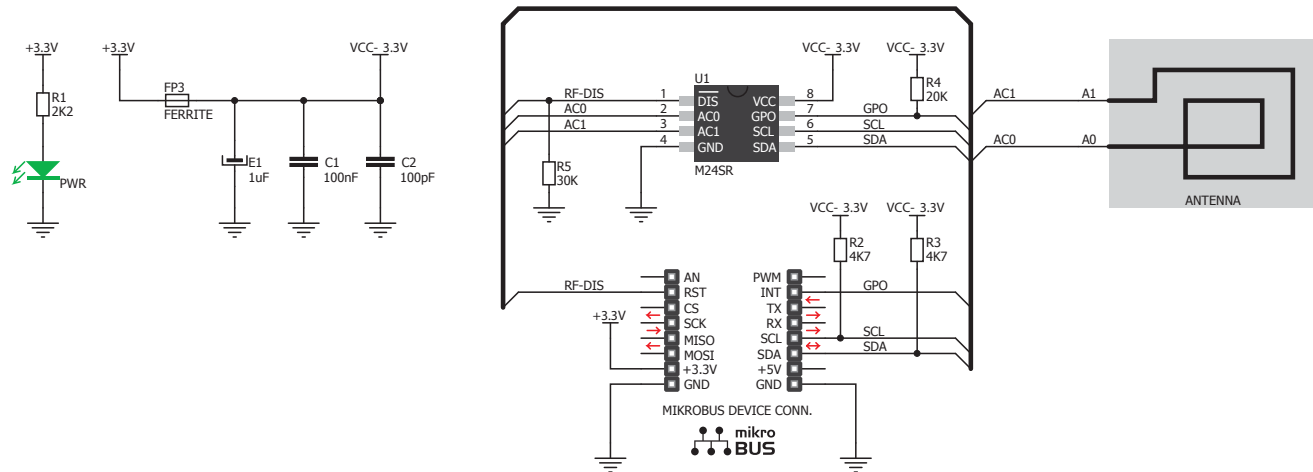 +3.3V
R1
2K2
PWR
+3.3V
FP3
FERRITE
VCC- 3.3V
E1
1uF
C1
100nF
C2
100pF
RF-DIS
AC0
AC1
1
2
3
4
U1
DIS
AC0
AC1
GND
VCC
GPO
SCL
SDA
M24SR
8
7
6
5
VCC- 3.3V
VCC- 3.3V
R4
20K
GPO
SCL
SDA
R5
30K
AC1
A1
AC0
A0
ANTENNA
VCC- 3.3V
VCC- 3.3V
R2
4K7
R3
4K7
RF-DIS
+3.3V
AN
RST
CS
SCK
MISO
MOSI
+3.3V
GND
PWM
INT
TX
RX
SCL
SDA
+5V
GND
GPO
SCL
SDA
MIKROBUS DEVICE CONN.
mikro
BUS